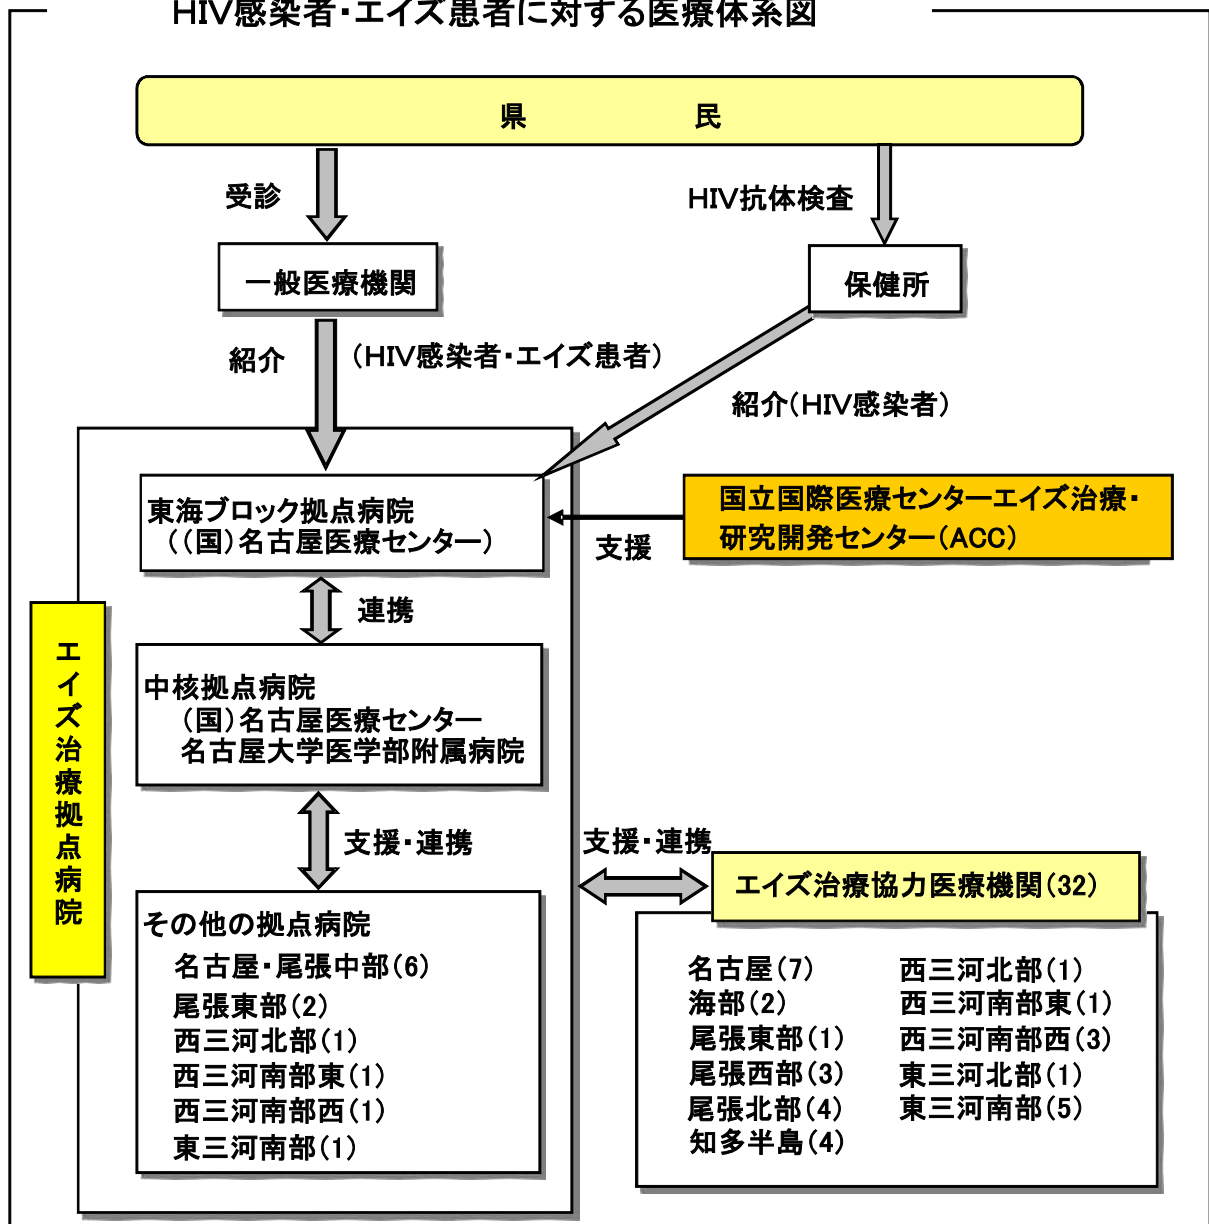 HIV感染者・エイズ患者に対する医療体系図
県　民
受診
HIV抗体検査
一般医療機関
保健所
紹介
(HIV感染者・エイズ患者)
紹介(HIV感染者)
東海ブロック拠点病院
((国)名古屋医療センター)
国立国際医療センターエイズ治療・
研究開発センター(ACC)
支援
連携
エイズ治療拠点病院
中核拠点病院
(国)名古屋医療センター
名古屋大学医学部附属病院
支援・連携
支援・連携
エイズ治療協力医療機関(32)
その他の拠点病院
名古屋・尾張中部(6)
尾張東部(2)
西三河北部(1)
西三河南部東(1)
西三河南部西(1)
東三河南部(1)
名古屋(7)
海部(2)
尾張東部(1)
尾張西部(3)
尾張北部(4)
知多半島(4)
西三河北部(1)
西三河南部東(1)
西三河南部西(3)
東三河北部(1)
東三河南部(5)